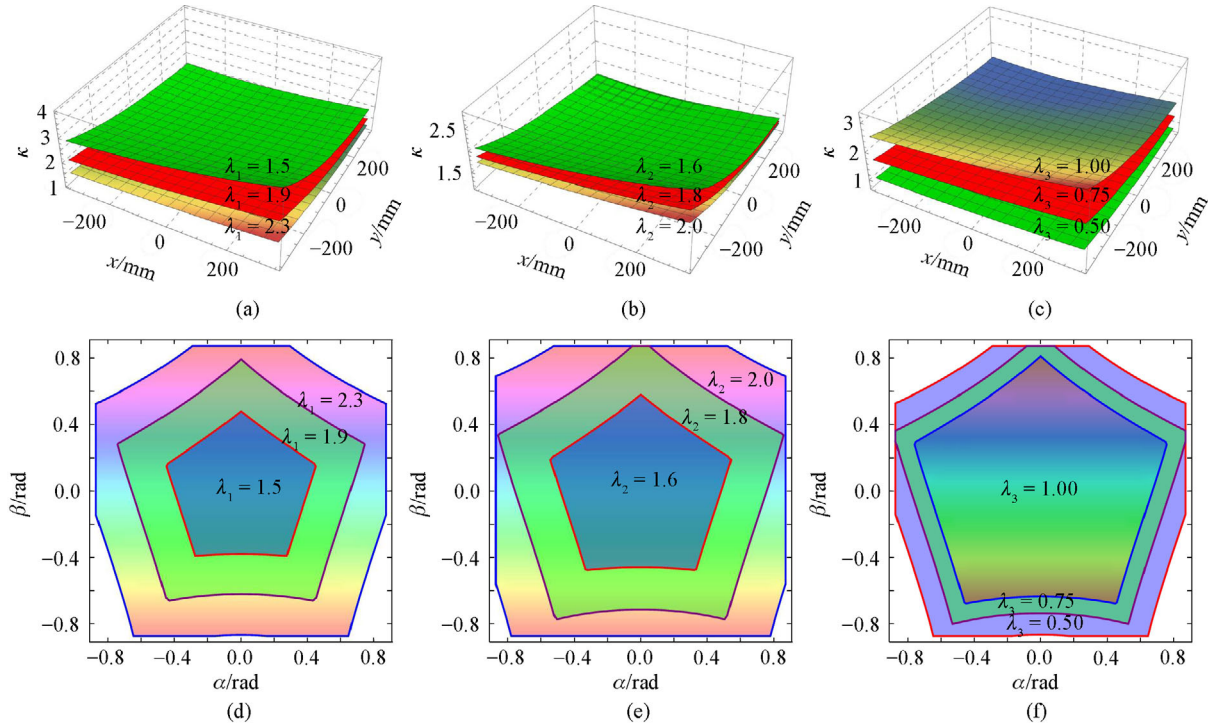 4
3
2
1
κ
λ₁ = 1.5
λ₁ = 1.9
λ₁ = 2.3
−200
0
200
x/mm
200
0
−200
y/mm
(a)
2.5
1.5
κ
λ₂ = 1.6
λ₂ = 1.8
λ₂ = 2.0
−200
0
200
x/mm
200
0
−200
y/mm
(b)
3
2
1
κ
λ₃ = 1.00
λ₃ = 0.75
λ₃ = 0.50
−200
0
200
x/mm
200
0
−200
y/mm
(c)
0.8
0.4
0.0
−0.4
−0.8
β/rad
λ₁ = 2.3
λ₁ = 1.9
λ₁ = 1.5
−0.8 −0.4 0.0 0.4 0.8
α/rad
(d)
0.8
0.4
0.0
−0.4
−0.8
β/rad
λ₂ = 2.0
λ₂ = 1.8
λ₂ = 1.6
−0.8 −0.4 0.0 0.4 0.8
α/rad
(e)
0.8
0.4
0.0
−0.4
−0.8
β/rad
λ₃ = 1.00
λ₃ = 0.75
λ₃ = 0.50
−0.8 −0.4 0.0 0.4 0.8
α/rad
(f)